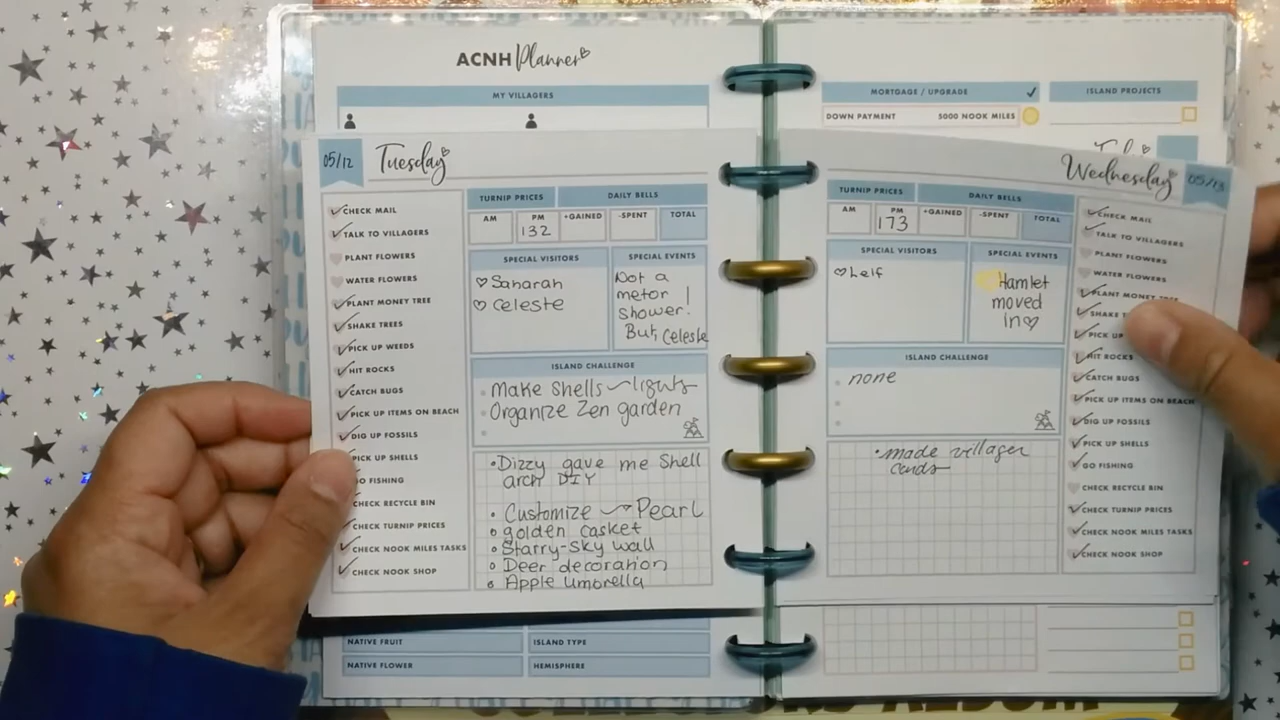 ACNH Planner
MY VILLAGERS
MORTGAGE / UPGRADE
ISLAND PROJECTS
DOWN PAYMENT 5000 NOOK MILES
05/12 Tuesday
CHECK MAIL
TALK TO VILLAGERS
PLANT FLOWERS
WATER FLOWERS
PLANT MONEY TREE
SHAKE TREES
PICK UP WEEDS
HIT ROCKS
CATCH BUGS
PICK UP ITEMS ON BEACH
DIG UP FOSSILS
PICK UP SHELLS
GO FISHING
CHECK RECYCLE BIN
CHECK TURNIP PRICES
CHECK NOOK MILES TASKS
CHECK NOOK SHOP
TURNIP PRICES DAILY BELLS
AM PM +GAINED -SPENT TOTAL
132
SPECIAL VISITORS
Saharah
Celeste
SPECIAL EVENTS
Not a
metor
shower!
But, Celeste
ISLAND CHALLENGE
Make Shells lights
Organize Zen garden
Dizzy gave me Shell
arch DIY
Customize Pearl
golden casket
Starry-sky wall
Deer decoration
Apple umorella
Wednesday 05/13
TURNIP PRICES DAILY BELLS
AM PM +GAINED -SPENT TOTAL
173
SPECIAL VISITORS
Leif
SPECIAL EVENTS
Hamlet
moved
in
ISLAND CHALLENGE
none
made villager
cards
CHECK MAIL
TALK TO VILLAGERS
PLANT FLOWERS
WATER FLOWERS
PLANT MONEY
SHAKE
PICK UP
HIT ROCKS
CATCH BUGS
PICK UP ITEMS ON BEACH
DIG UP FOSSILS
PICK UP SHELLS
GO FISHING
CHECK RECYCLE BIN
CHECK TURNIP PRICES
CHECK NOOK MILES TASKS
CHECK NOOK SHOP
NATIVE FRUIT ISLAND TYPE
NATIVE FLOWER HEMISPHERE